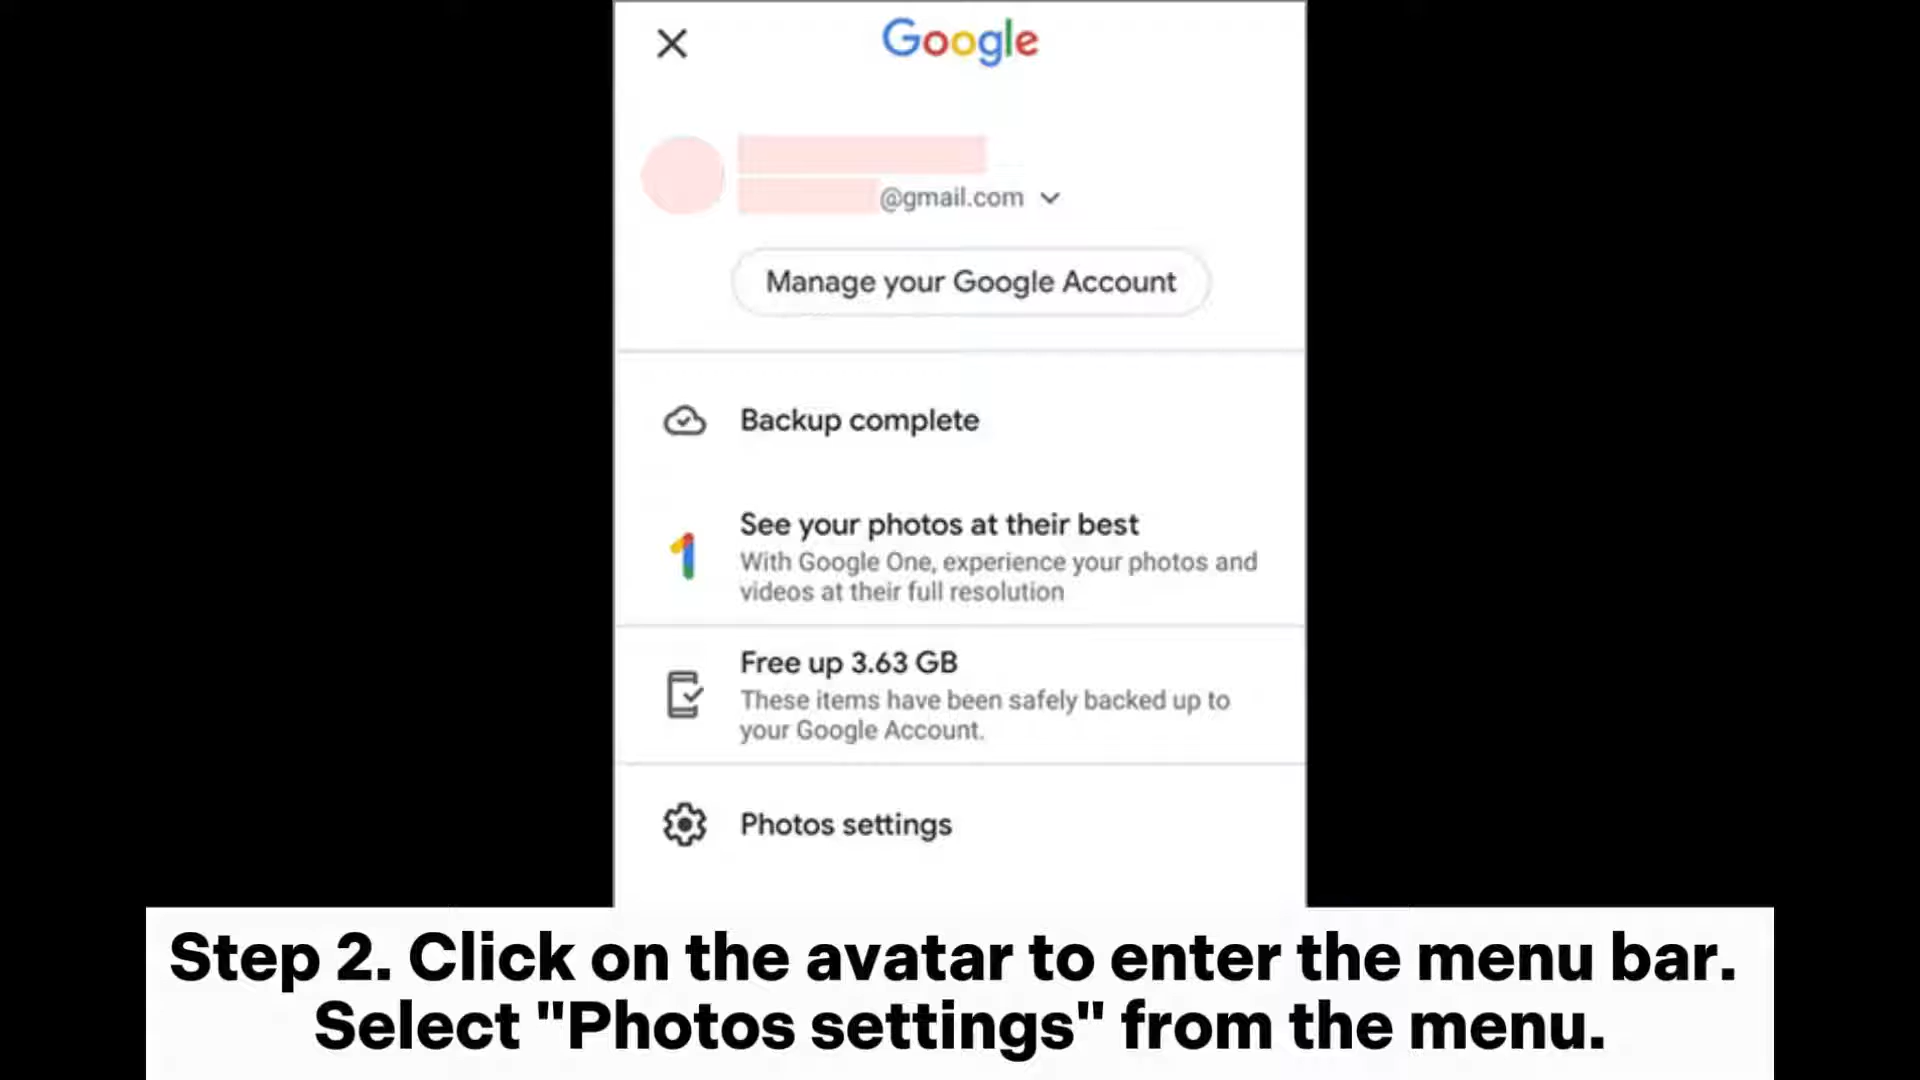 Google
@gmail.com
Manage your Google Account
Backup complete
See your photos at their best
With Google One, experience your photos and
videos at their full resolution
Free up 3.63 GB
These items have been safely backed up to
your Google Account.
Photos settings
Step 2. Click on the avatar to enter the menu bar.
Select "Photos settings" from the menu.